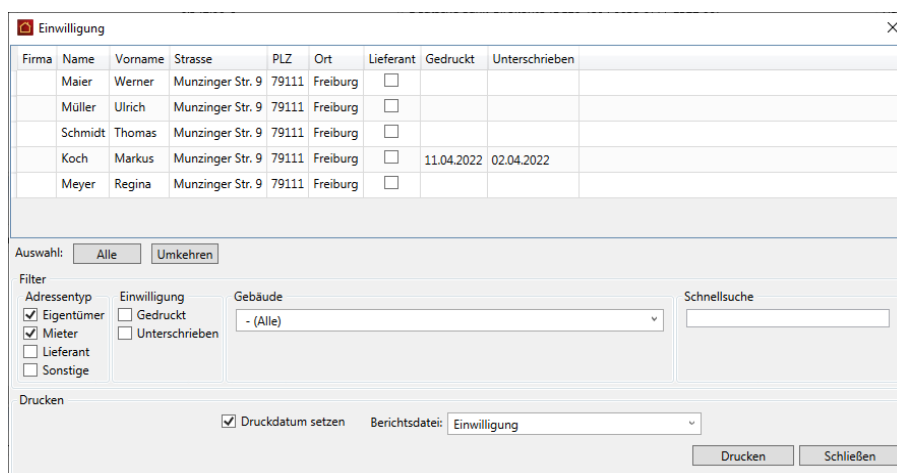 Einwilligung
Firma Name Vorname Strasse PLZ Ort Lieferant Gedruckt Unterschrieben
Maier Werner Munzinger Str. 9 79111 Freiburg
Müller Ulrich Munzinger Str. 9 79111 Freiburg
Schmidt Thomas Munzinger Str. 9 79111 Freiburg
Koch Markus Munzinger Str. 9 79111 Freiburg 11.04.2022 02.04.2022
Meyer Regina Munzinger Str. 9 79111 Freiburg
Auswahl: Alle Umkehren
Filter
Adressentyp Einwilligung Gebäude Schnellsuche
Eigentümer Gedruckt - (Alle)
Mieter Unterschrieben
Lieferant
Sonstige
Drucken
Druckdatum setzen Berichtsdatei: Einwilligung
Drucken Schließen